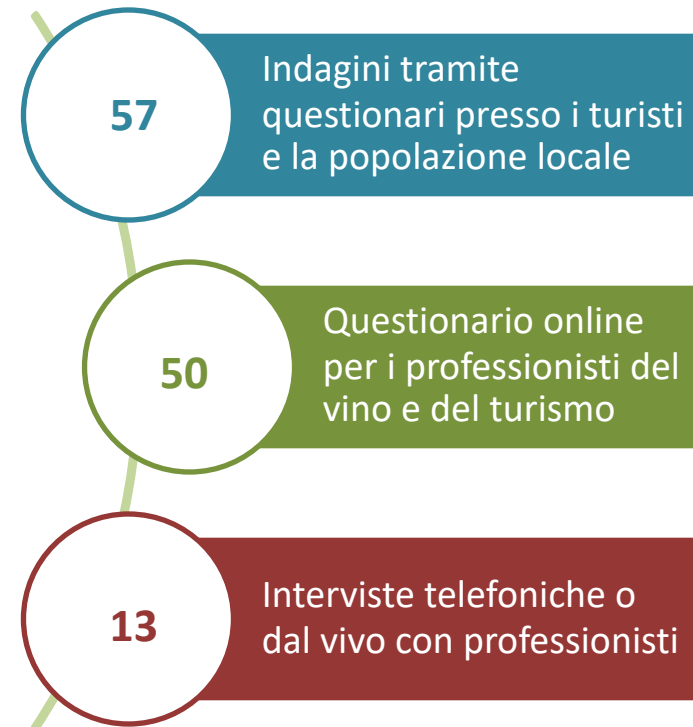 57
Indagini tramite
questionari presso i turisti
e la popolazione locale
50
Questionario online
per i professionisti del
vino e del turismo
13
Interviste telefoniche o
dal vivo con professionisti